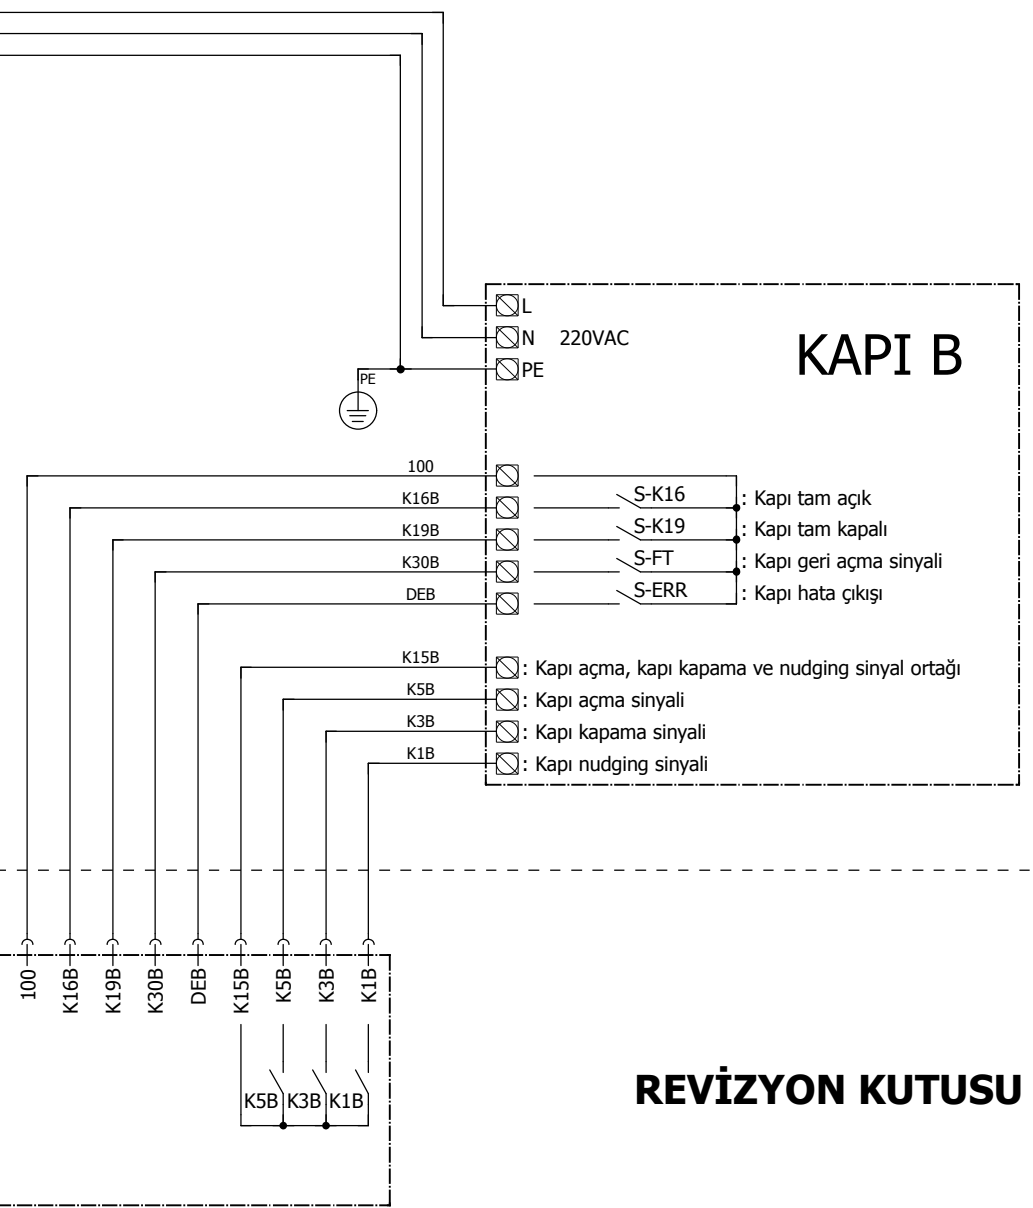 L
N 220VAC
PE
KAPI B
PE
100
K16B
S-K16 : Kapı tam açık
K19B
S-K19 : Kapı tam kapalı
K30B
S-FT : Kapı geri açma sinyali
DEB
S-ERR : Kapı hata çıkışı
K15B
: Kapı açma, kapı kapama ve nudging sinyal ortağı
K5B
: Kapı açma sinyali
K3B
: Kapı kapama sinyali
K1B
: Kapı nudging sinyali
100
K16B
K19B
K30B
DEB
K15B
K5B
K3B
K1B
K5B K3B K1B
REVİZYON KUTUSU